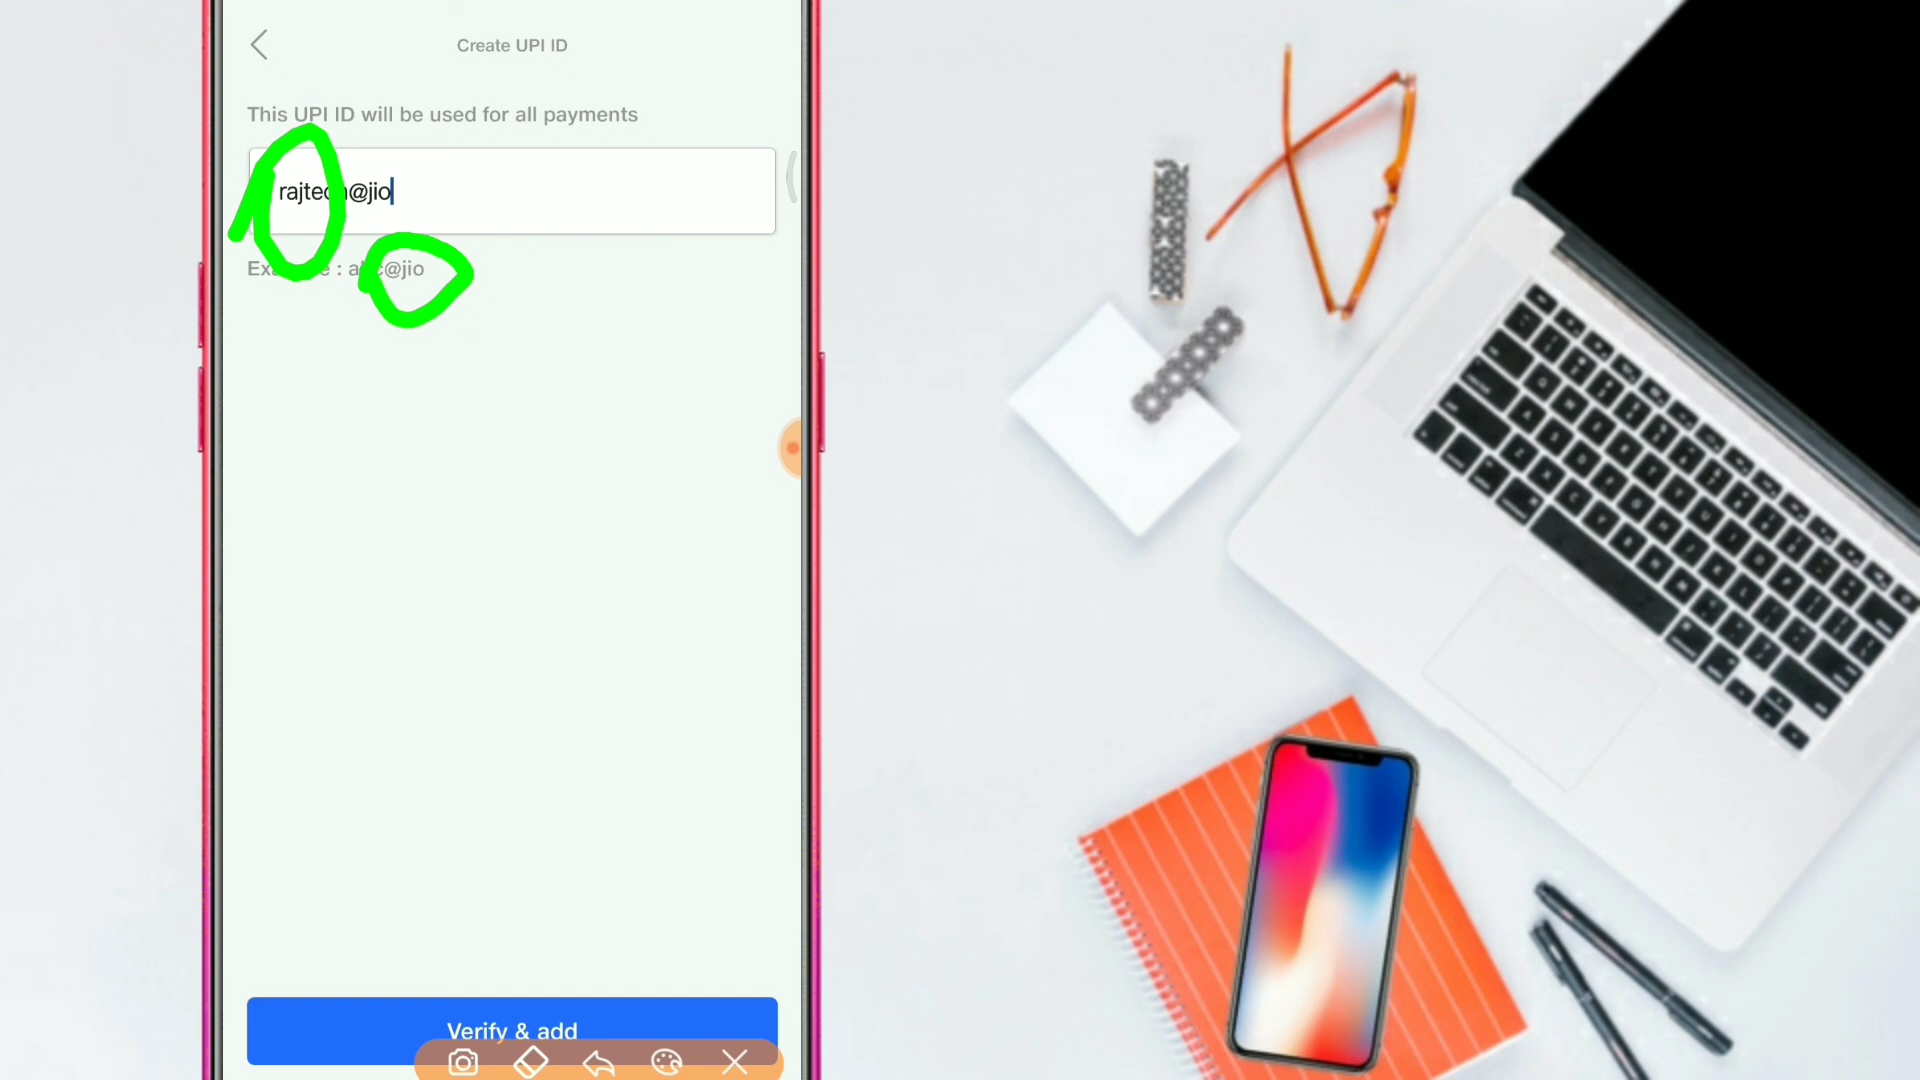 Create UPI ID
This UPI ID will be used for all payments
rajtech@jio
Example : abc@jio
Verify & add